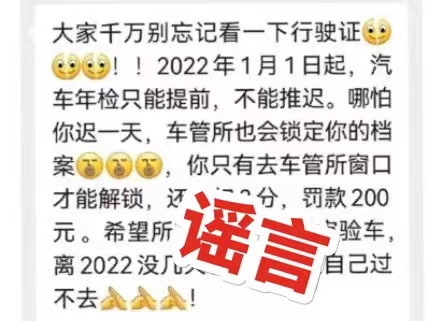 大家千万别忘记看一下行驶证
！！2022年1月1日起，汽
车年检只能提前，不能推迟。哪怕
你迟一天，车管所也会锁定你的档
案，你只有去车管所窗口
才能解锁，还 分，罚款200
元。希望所 验车，
离2022没几 自己过
不去！
谣言